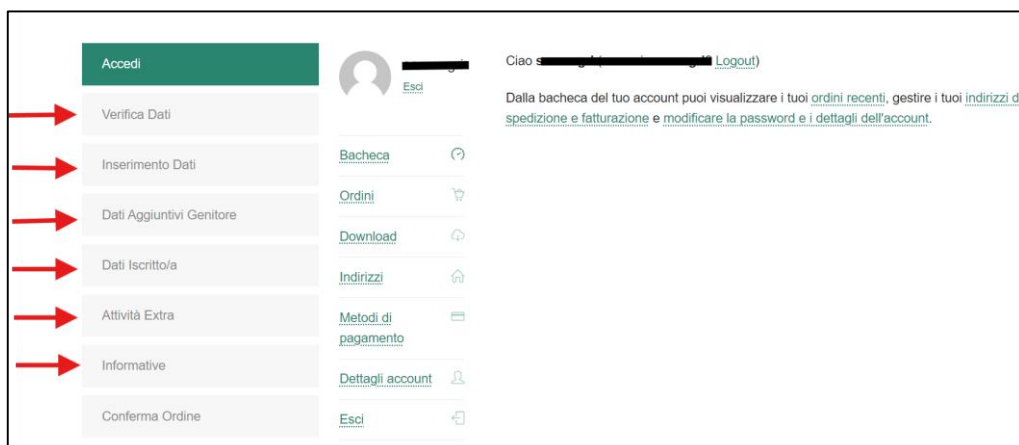 Accedi
Verifica Dati
Inserimento Dati
Dati Aggiuntivi Genitore
Dati Iscritto/a
Attività Extra
Informative
Conferma Ordine
Esci
Bacheca
Ordini
Download
Indirizzi
Metodi di
pagamento
Dettagli account
Esci
Ciao Logout)
Dalla bacheca del tuo account puoi visualizzare i tuoi ordini recenti, gestire i tuoi indirizzi d
spedizione e fatturazione e modificare la password e i dettagli dell'account.